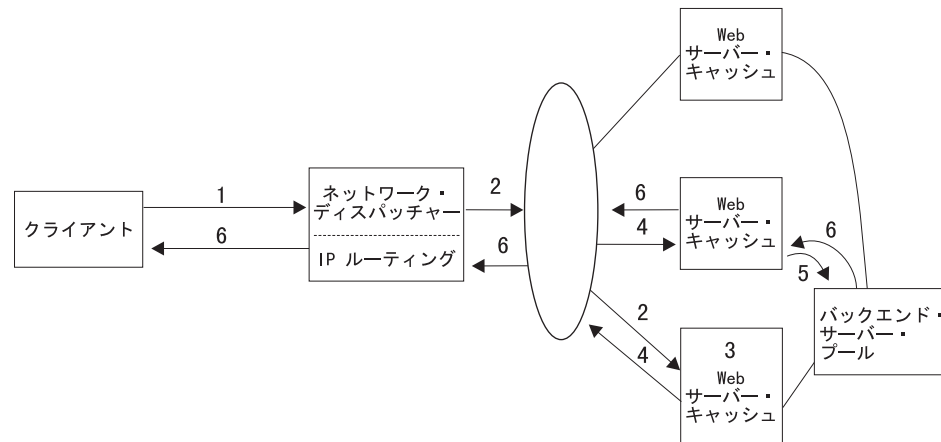 Web
サーバー・
キャッシュ
1
ネットワーク・
ディスパッチャー
2
6
Web
サーバー・
キャッシュ
クライアント
6
IP ルーティング
6
4
6
5
2
4
バックエンド・
サーバー・
プール
3
Web
サーバー・
キャッシュ